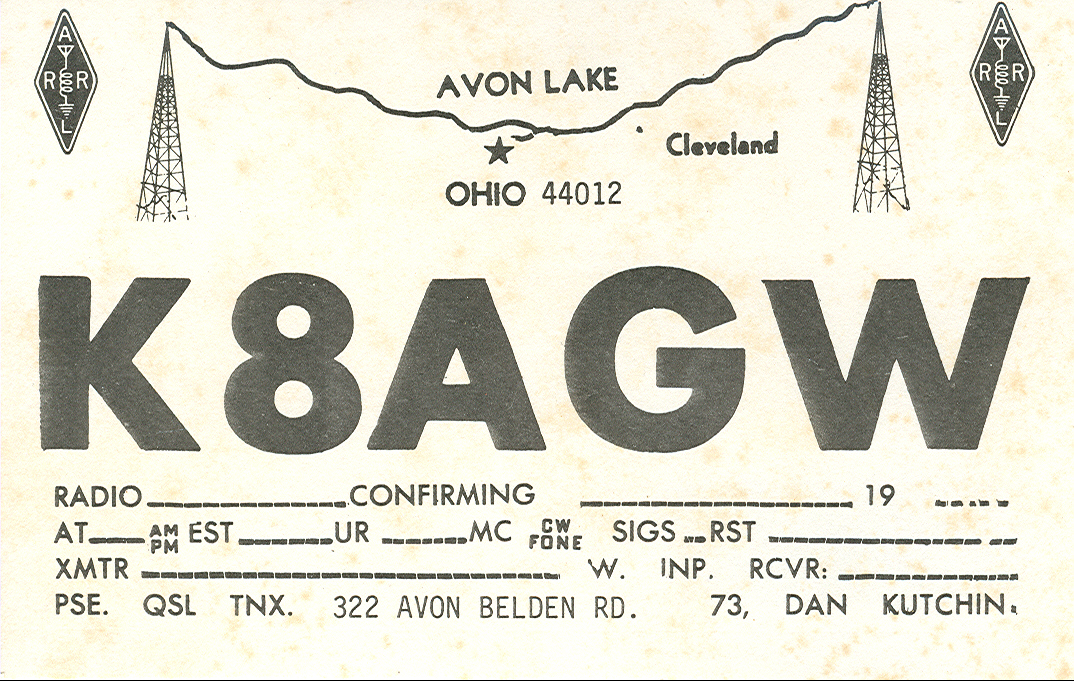 A
R R
L
A
R R
L
AVON LAKE
Cleveland
OHIO 44012
K8AGW
RADIO CONFIRMING 19
AT AM PM EST UR MC CW FONE SIGS RST
XMTR W. INP. RCVR:
PSE. QSL TNX. 322 AVON BELDEN RD. 73, DAN KUTCHIN.